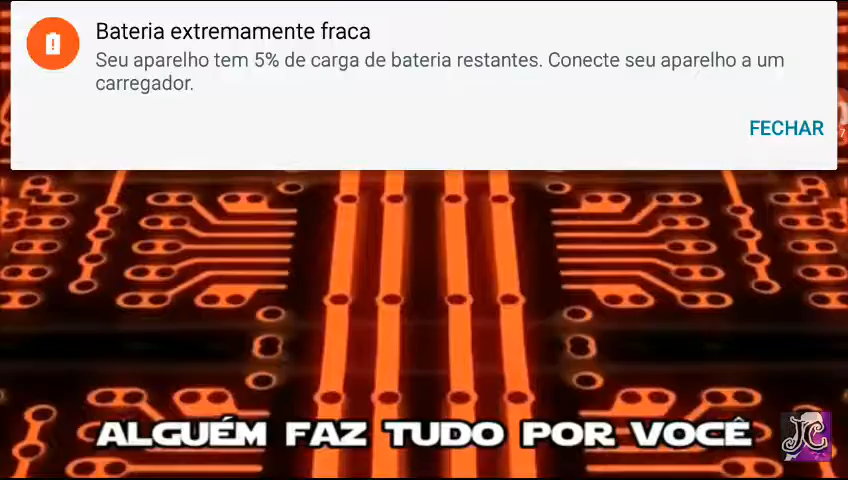 Bateria extremamente fraca
Seu aparelho tem 5% de carga de bateria restantes. Conecte seu aparelho a um
carregador.
FECHAR
7
ALGUÉM FAZ TUDO POR VOCÊ
JC